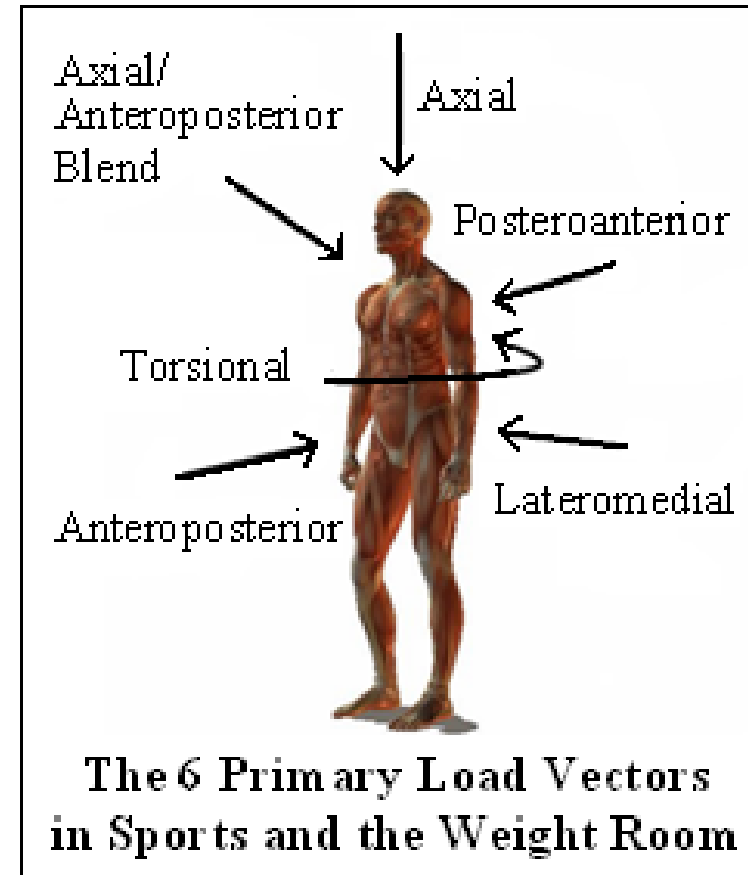 Axial/
Anteroposterior
Blend
Axial
Posteroanterior
Torsional
Lateromedial
Anteroposterior
The 6 Primary Load Vectors
in Sports and the Weight Room